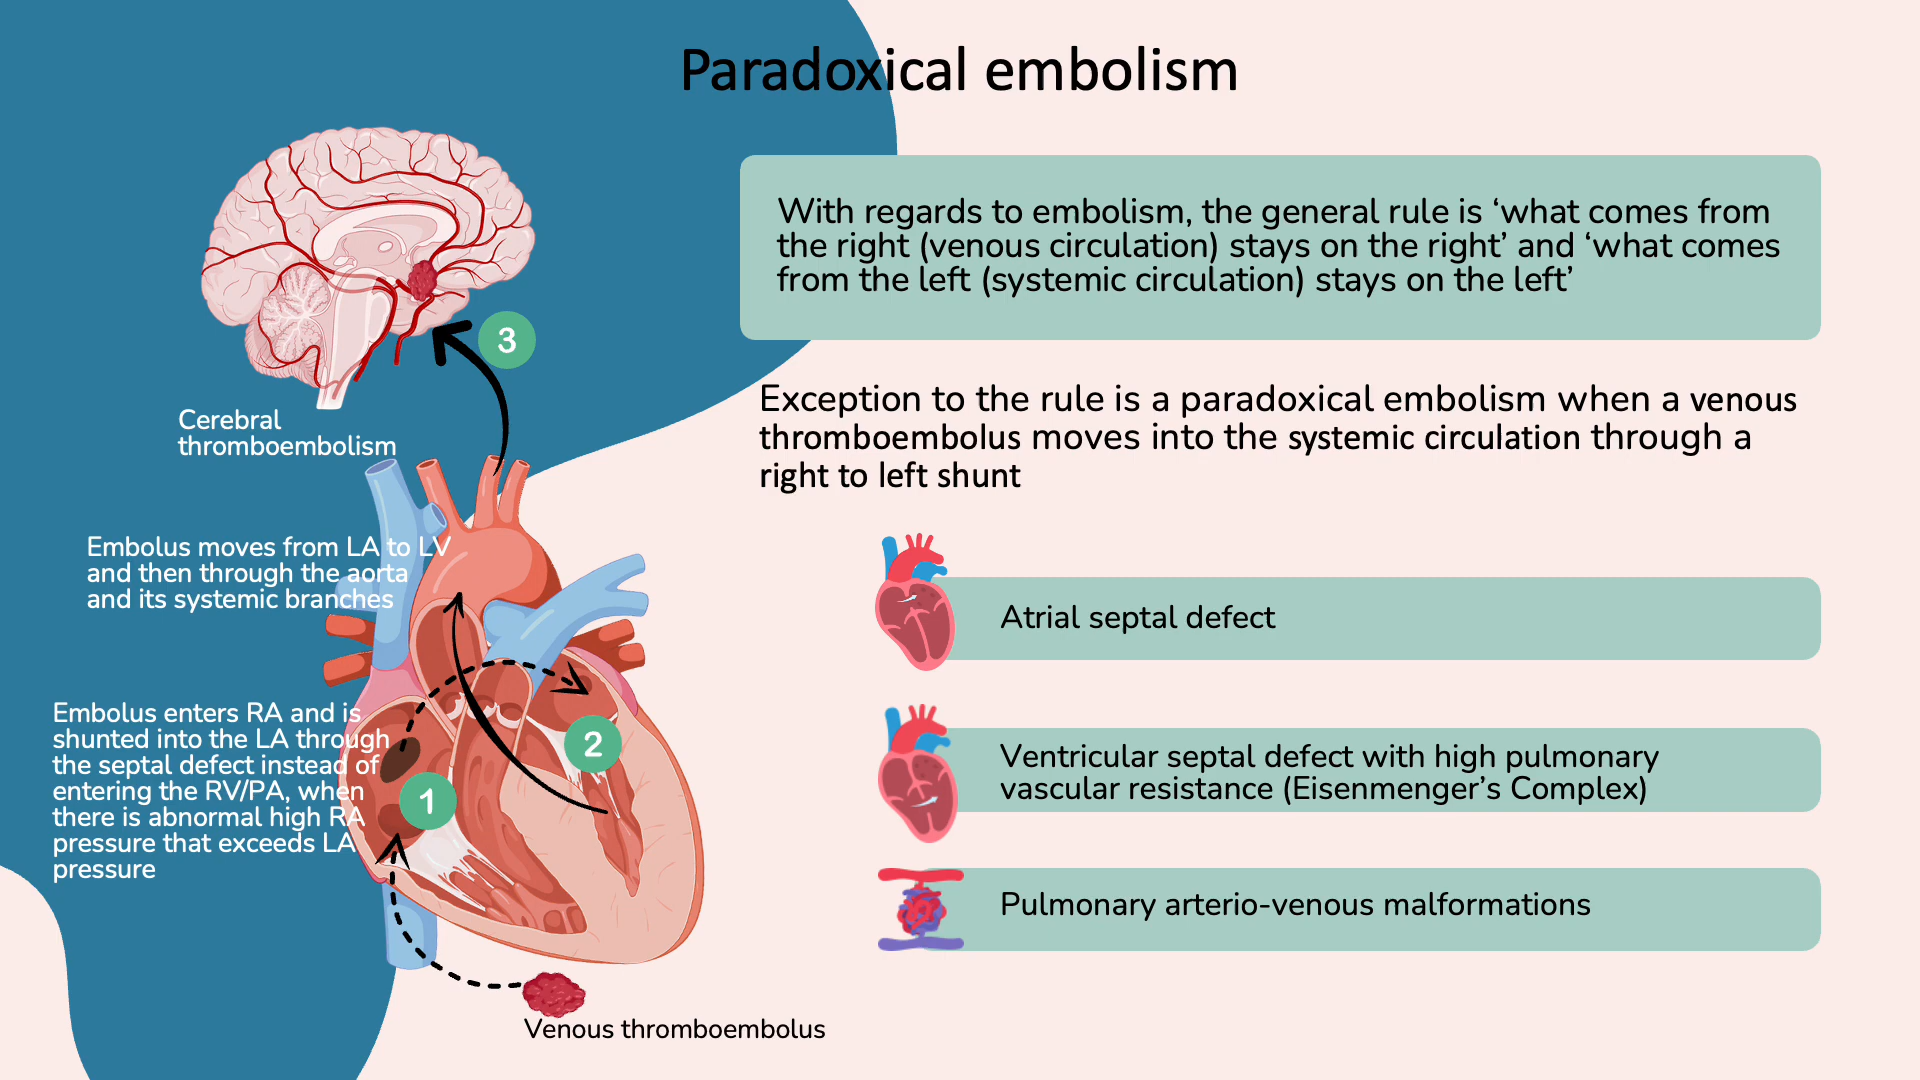 Paradoxical embolism
With regards to embolism, the general rule is ‘what comes from
the right (venous circulation) stays on the right’ and ‘what comes
from the left (systemic circulation) stays on the left’
Exception to the rule is a paradoxical embolism when a venous
thromboembolus moves into the systemic circulation through a
right to left shunt
Atrial septal defect
Ventricular septal defect with high pulmonary
vascular resistance (Eisenmenger’s Complex)
Pulmonary arterio-venous malformations
3
Cerebral
thromboembolism
Embolus moves from LA to LV
and then through the aorta
and its systemic branches
2
Embolus enters RA and is
shunted into the LA through
the septal defect instead of
entering the RV/PA, when
there is abnormal high RA
pressure that exceeds LA
pressure
1
Venous thromboembolus